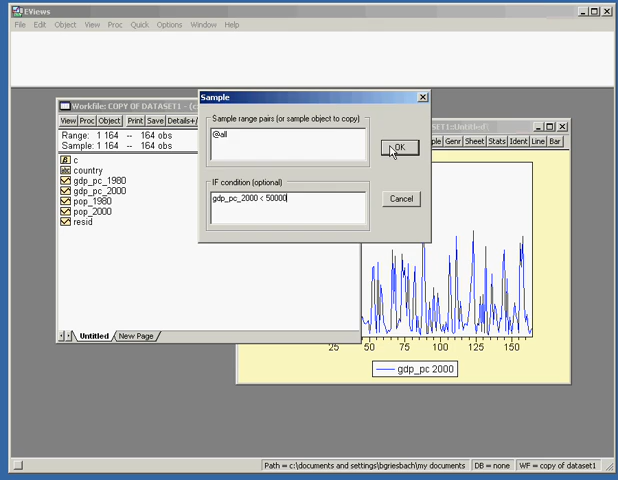 EViews
File Edit Object View Proc Quick Options Window Help
Workfile: COPY OF DATASET1 - (c
View Proc Object Print Save Details+/
Range: 1 164 -- 164 obs
Sample: 1 164 -- 164 obs
c
country
gdp_pc_1980
gdp_pc_2000
pop_1980
pop_2000
resid
Untitled New Page
Sample
Sample range pairs (or sample object to copy)
@all
OK
IF condition (optional)
gdp_pc_2000 < 50000
Cancel
SET1::Untitled\
ple Genr Sheet Stats Ident Line Bar
25 50 75 100 125 150
gdp_pc 2000
Path = c:\documents and settings\bgriesbach\my documents DB = none WF = copy of dataset1